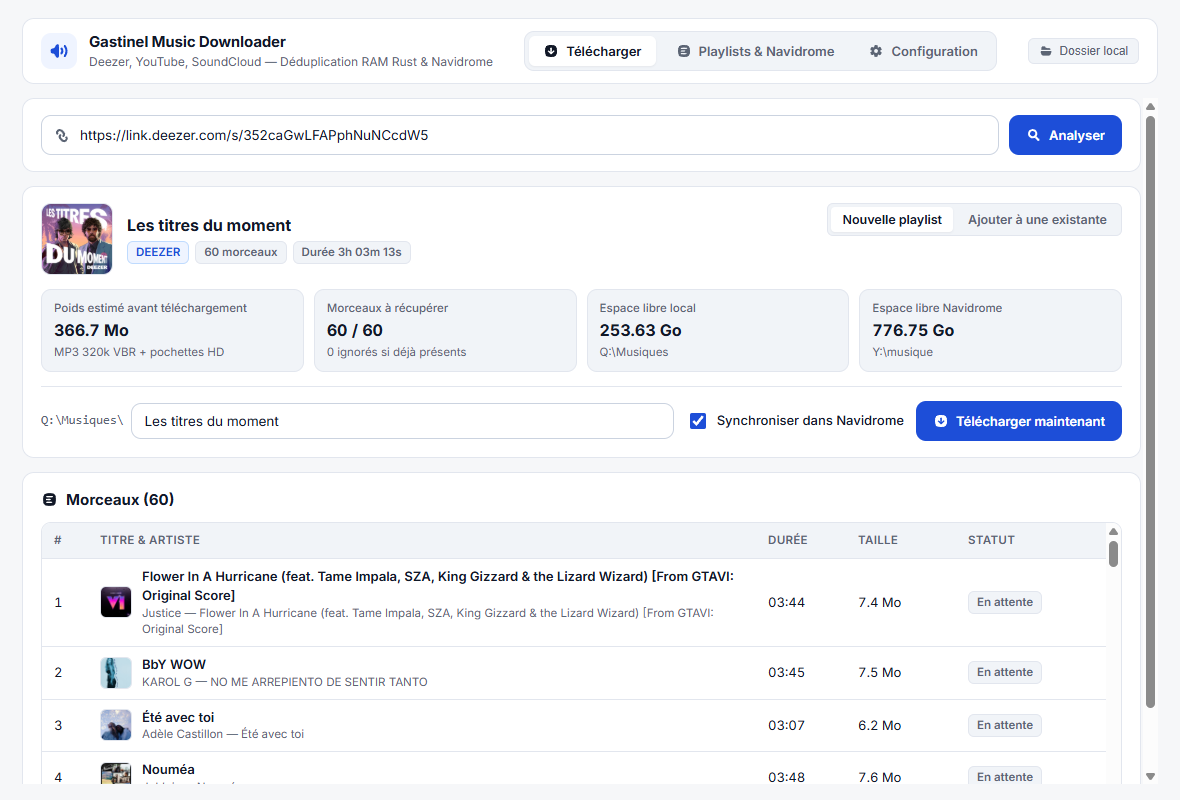 Gastinel Music Downloader
Deezer, YouTube, SoundCloud — Déduplication RAM Rust & Navidrome
Télécharger
Playlists & Navidrome
Configuration
Dossier local
https://link.deezer.com/s/352caGwLFAPphNuNCcdW5
Analyser
LES TITRES
DU MOMENT
DEEZER
Les titres du moment
DEEZER
60 morceaux
Durée 3h 03m 13s
Nouvelle playlist
Ajouter à une existante
Poids estimé avant téléchargement
366.7 Mo
MP3 320k VBR + pochettes HD
Morceaux à récupérer
60 / 60
0 ignorés si déjà présents
Espace libre local
253.63 Go
Q:\Musiques
Espace libre Navidrome
776.75 Go
Y:\musique
Q:\Musiques\
Les titres du moment
Synchroniser dans Navidrome
Télécharger maintenant
Morceaux (60)
# TITRE & ARTISTE DURÉE TAILLE STATUT
1
VI
Flower In A Hurricane (feat. Tame Impala, SZA, King Gizzard & the Lizard Wizard) [From GTAVI:
Original Score]
Justice — Flower In A Hurricane (feat. Tame Impala, SZA, King Gizzard & the Lizard Wizard) [From GTAVI:
Original Score]
03:44 7.4 Mo En attente
2
BbY WOW
KAROL G — NO ME ARREPIENTO DE SENTIR TANTO
03:45 7.5 Mo En attente
3
Été avec toi
Adèle Castillon — Été avec toi
03:07 6.2 Mo En attente
4
Nouméa
03:48 7.6 Mo En attente